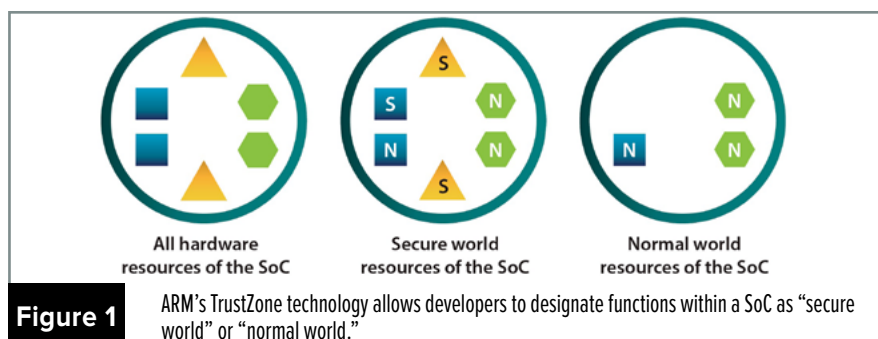 S
S
N
N
N
S
N
N
N
All hardware
resources of the SoC
Secure world
resources of the SoC
Normal world
resources of the SoC
Figure 1
ARM’s TrustZone technology allows developers to designate functions within a SoC as “secure
world” or “normal world.”